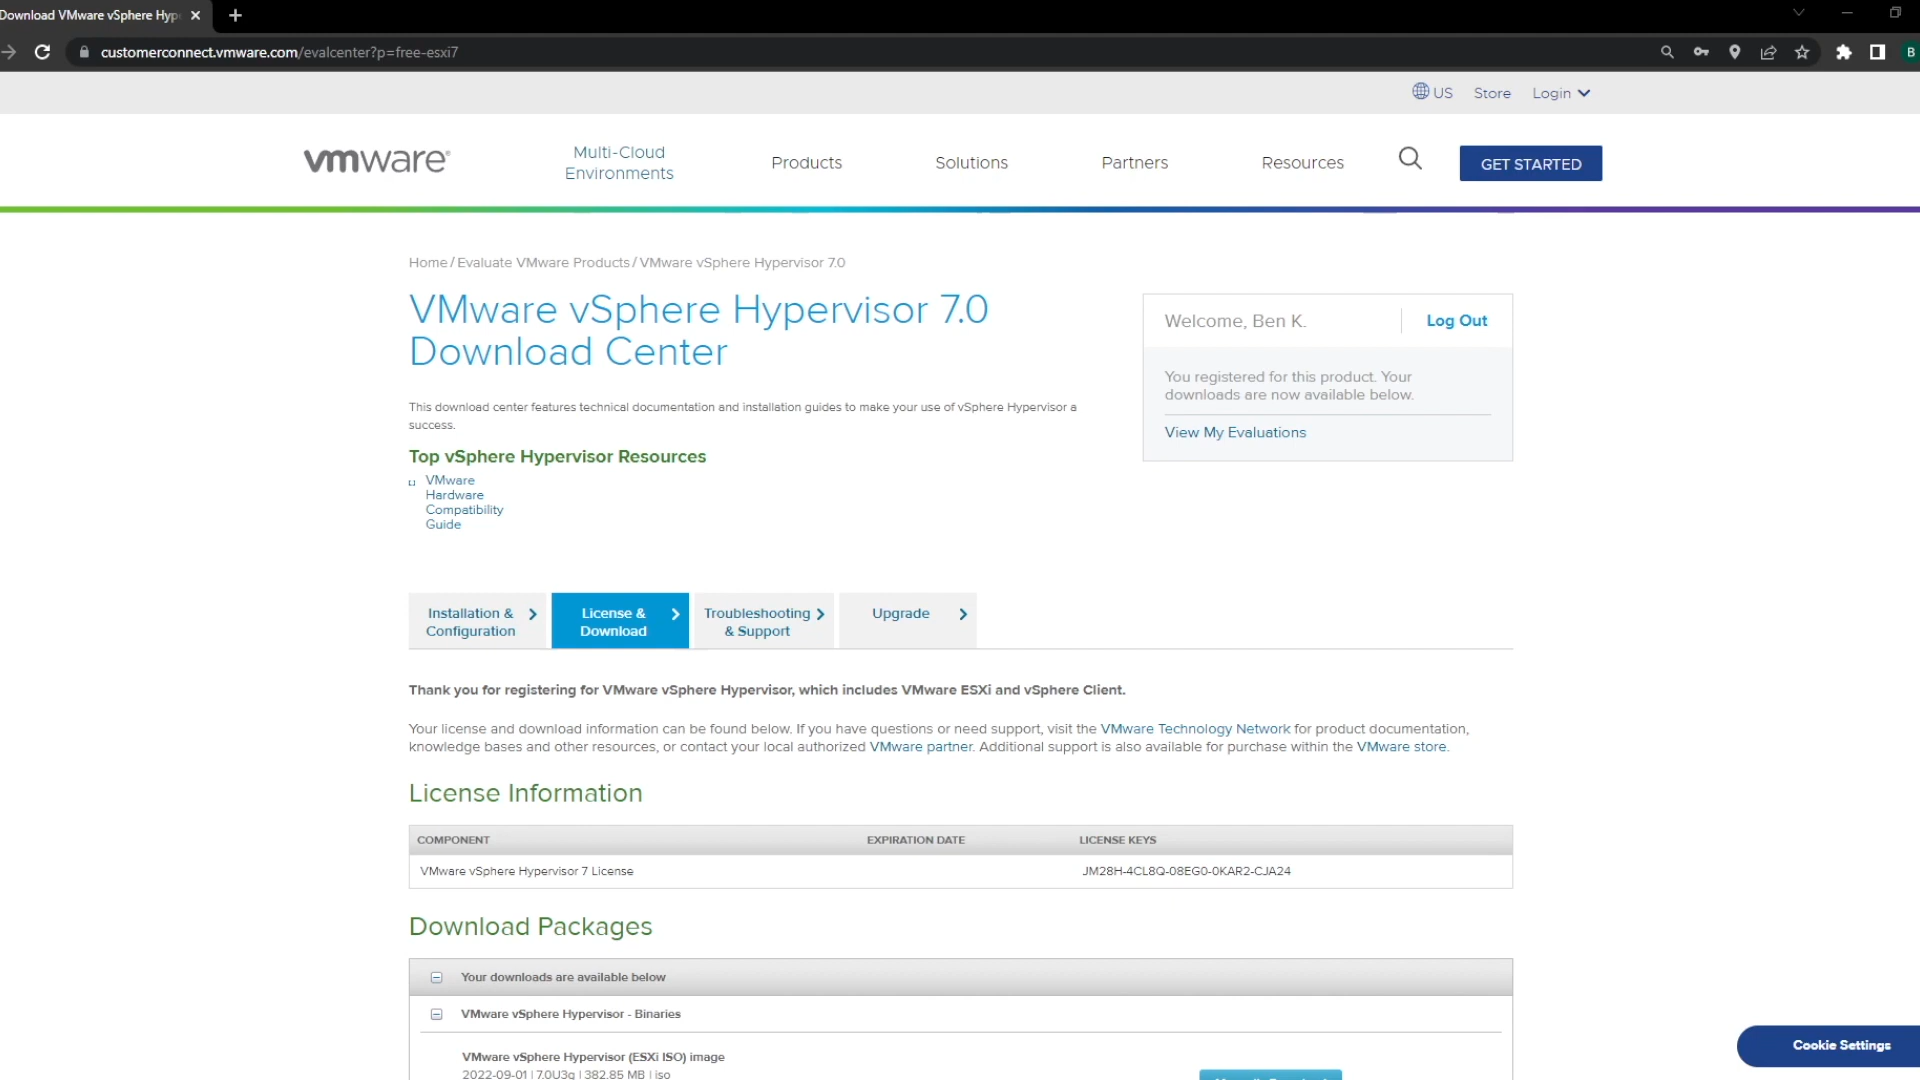 Download VMware vSphere Hyp
customerconnect.vmware.com/evalcenter?p=free-esxi7
B
US Store Login
vmware
Multi-Cloud
Environments
Products
Solutions
Partners
Resources
GET STARTED
Home / Evaluate VMware Products / VMware vSphere Hypervisor 7.0
VMware vSphere Hypervisor 7.0
Download Center
Welcome, Ben K.
Log Out
You registered for this product. Your
downloads are now available below.
View My Evaluations
This download center features technical documentation and installation guides to make your use of vSphere Hypervisor a
success.
Top vSphere Hypervisor Resources
VMware
Hardware
Compatibility
Guide
Installation &
Configuration
License &
Download
Troubleshooting
& Support
Upgrade
Thank you for registering for VMware vSphere Hypervisor, which includes VMware ESXi and vSphere Client.
Your license and download information can be found below. If you have questions or need support, visit the VMware Technology Network for product documentation,
knowledge bases and other resources, or contact your local authorized VMware partner. Additional support is also available for purchase within the VMware store.
License Information
COMPONENT EXPIRATION DATE LICENSE KEYS
VMware vSphere Hypervisor 7 License JM28H-4CL8Q-08EG0-0KAR2-CJA24
Download Packages
Your downloads are available below
VMware vSphere Hypervisor - Binaries
VMware vSphere Hypervisor (ESXi ISO) image
2022-09-01 | 7.0U3g | 382.85 MB | iso
Cookie Settings